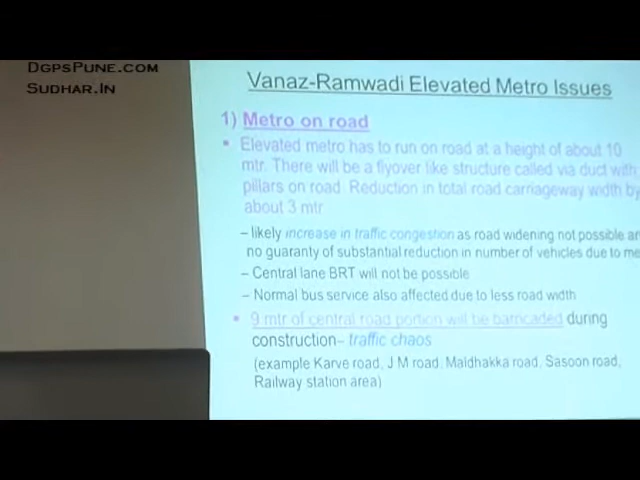 DgpsPune.com
Sudhar.In
Vanaz-Ramwadi Elevated Metro Issues
1) Metro on road
• Elevated metro has to run on road at a height of about 10
mtr. There will be a flyover like structure called via duct with
pillars on road. Reduction in total road carriageway width by
about 3 mtr
– likely increase in traffic congestion as road widening not possible
no guaranty of substantial reduction in number of vehicles due to
– Central lane BRT will not be possible
– Normal bus service also affected due to less road width
• 9 mtr of central road portion will be barricaded during
construction– traffic chaos
(example Karve road, J M road, Maldhakka road, Sasoon road,
Railway station area)